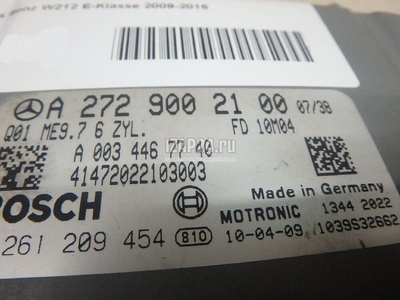 Benz W212 E-Klasse 2009-2016
A 272 900 21 00 07/38
Q01 ME9.7 6 ZYL. FD 10M04
A 003 446 77 40
41472022103003
Made in Germany
BOSCH MOTRONIC 1344 2022
261 209 454 810 10-04-09 1039S32662